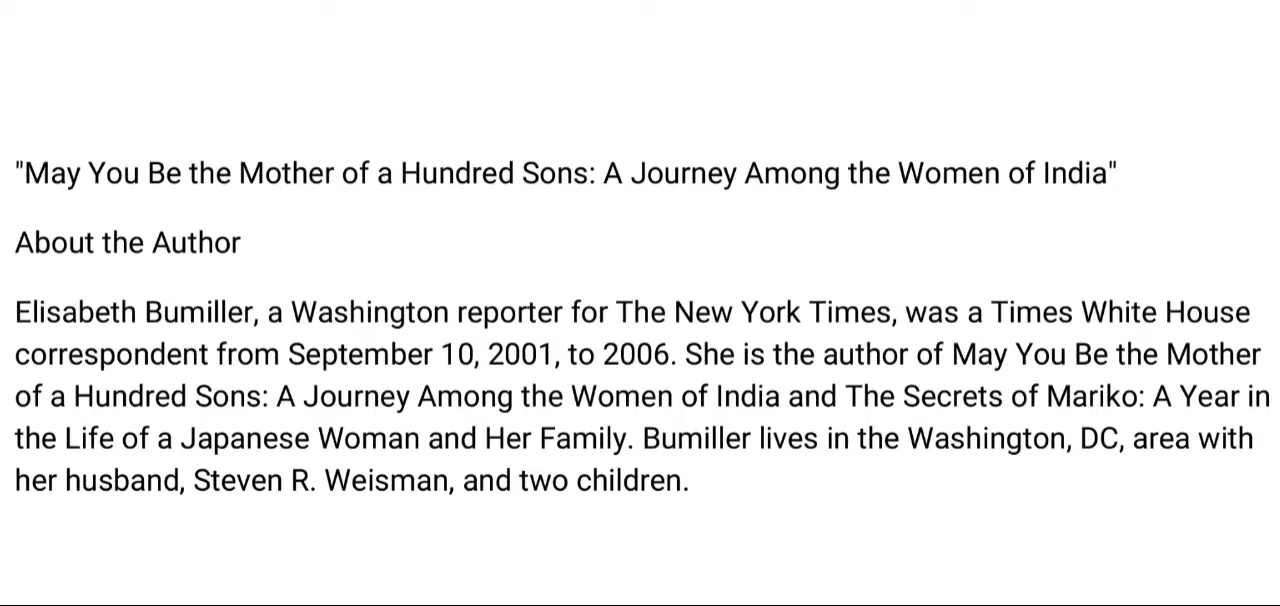 "May You Be the Mother of a Hundred Sons: A Journey Among the Women of India"
About the Author
Elisabeth Bumiller, a Washington reporter for The New York Times, was a Times White House
correspondent from September 10, 2001, to 2006. She is the author of May You Be the Mother
of a Hundred Sons: A Journey Among the Women of India and The Secrets of Mariko: A Year in
the Life of a Japanese Woman and Her Family. Bumiller lives in the Washington, DC, area with
her husband, Steven R. Weisman, and two children.